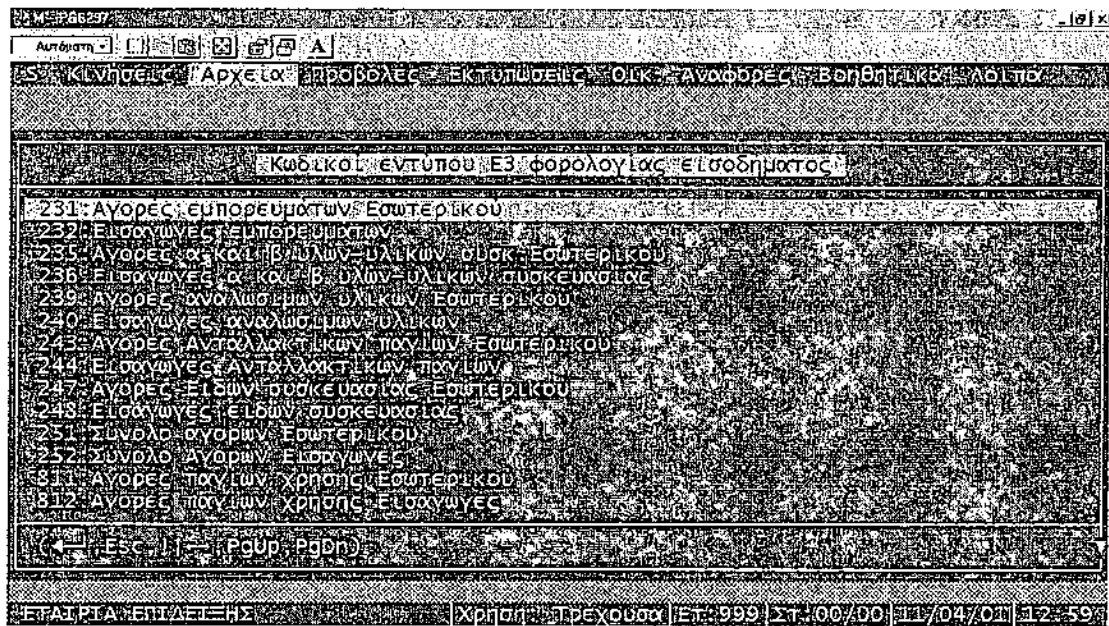 M - PG6297
Αυτόματη
A
S Κινήσεις Αρχεία Προβολές Εκτυπώσεις Οικ. Αναφορές Βοηθητικά Λοιπά
Κωδικοί εντύπου Ε3 φορολογίας εισοδήματος
231 Αγορές εμπορευμάτων Εσωτερικού
232 Εισαγωγές εμπορευμάτων
235 Αγορές α και β υλών-υλικών συσκ Εσωτερικού
236 Εισαγωγές α και β υλών-υλικών συσκευασίας
239 Αγορές αναλωσίμων υλικών Εσωτερικού
240 Εισαγωγές αναλωσίμων υλικών
243 Αγορές Ανταλλακτικών παγίων Εσωτερικού
244 Εισαγωγές Ανταλλακτικών παγίων
247 Αγορές Ειδών συσκευασίας Εσωτερικού
248 Εισαγωγές ειδών συσκευασίας
251 Σύνολο αγορών Εσωτερικού
252 Σύνολο Αγορών Εισαγωγές
811 Αγορές παγίων χρήσης Εσωτερικού
812 Αγορές παγίων χρήσης Εισαγωγές
Esc PgUp PgDn)
ΕΤΑΙΡΙΑ ΕΠΙΔΕΙΞΗΣ Χρήση Τρέχουσα Ετ 999 Στ 00/00 11/04/01 12 59